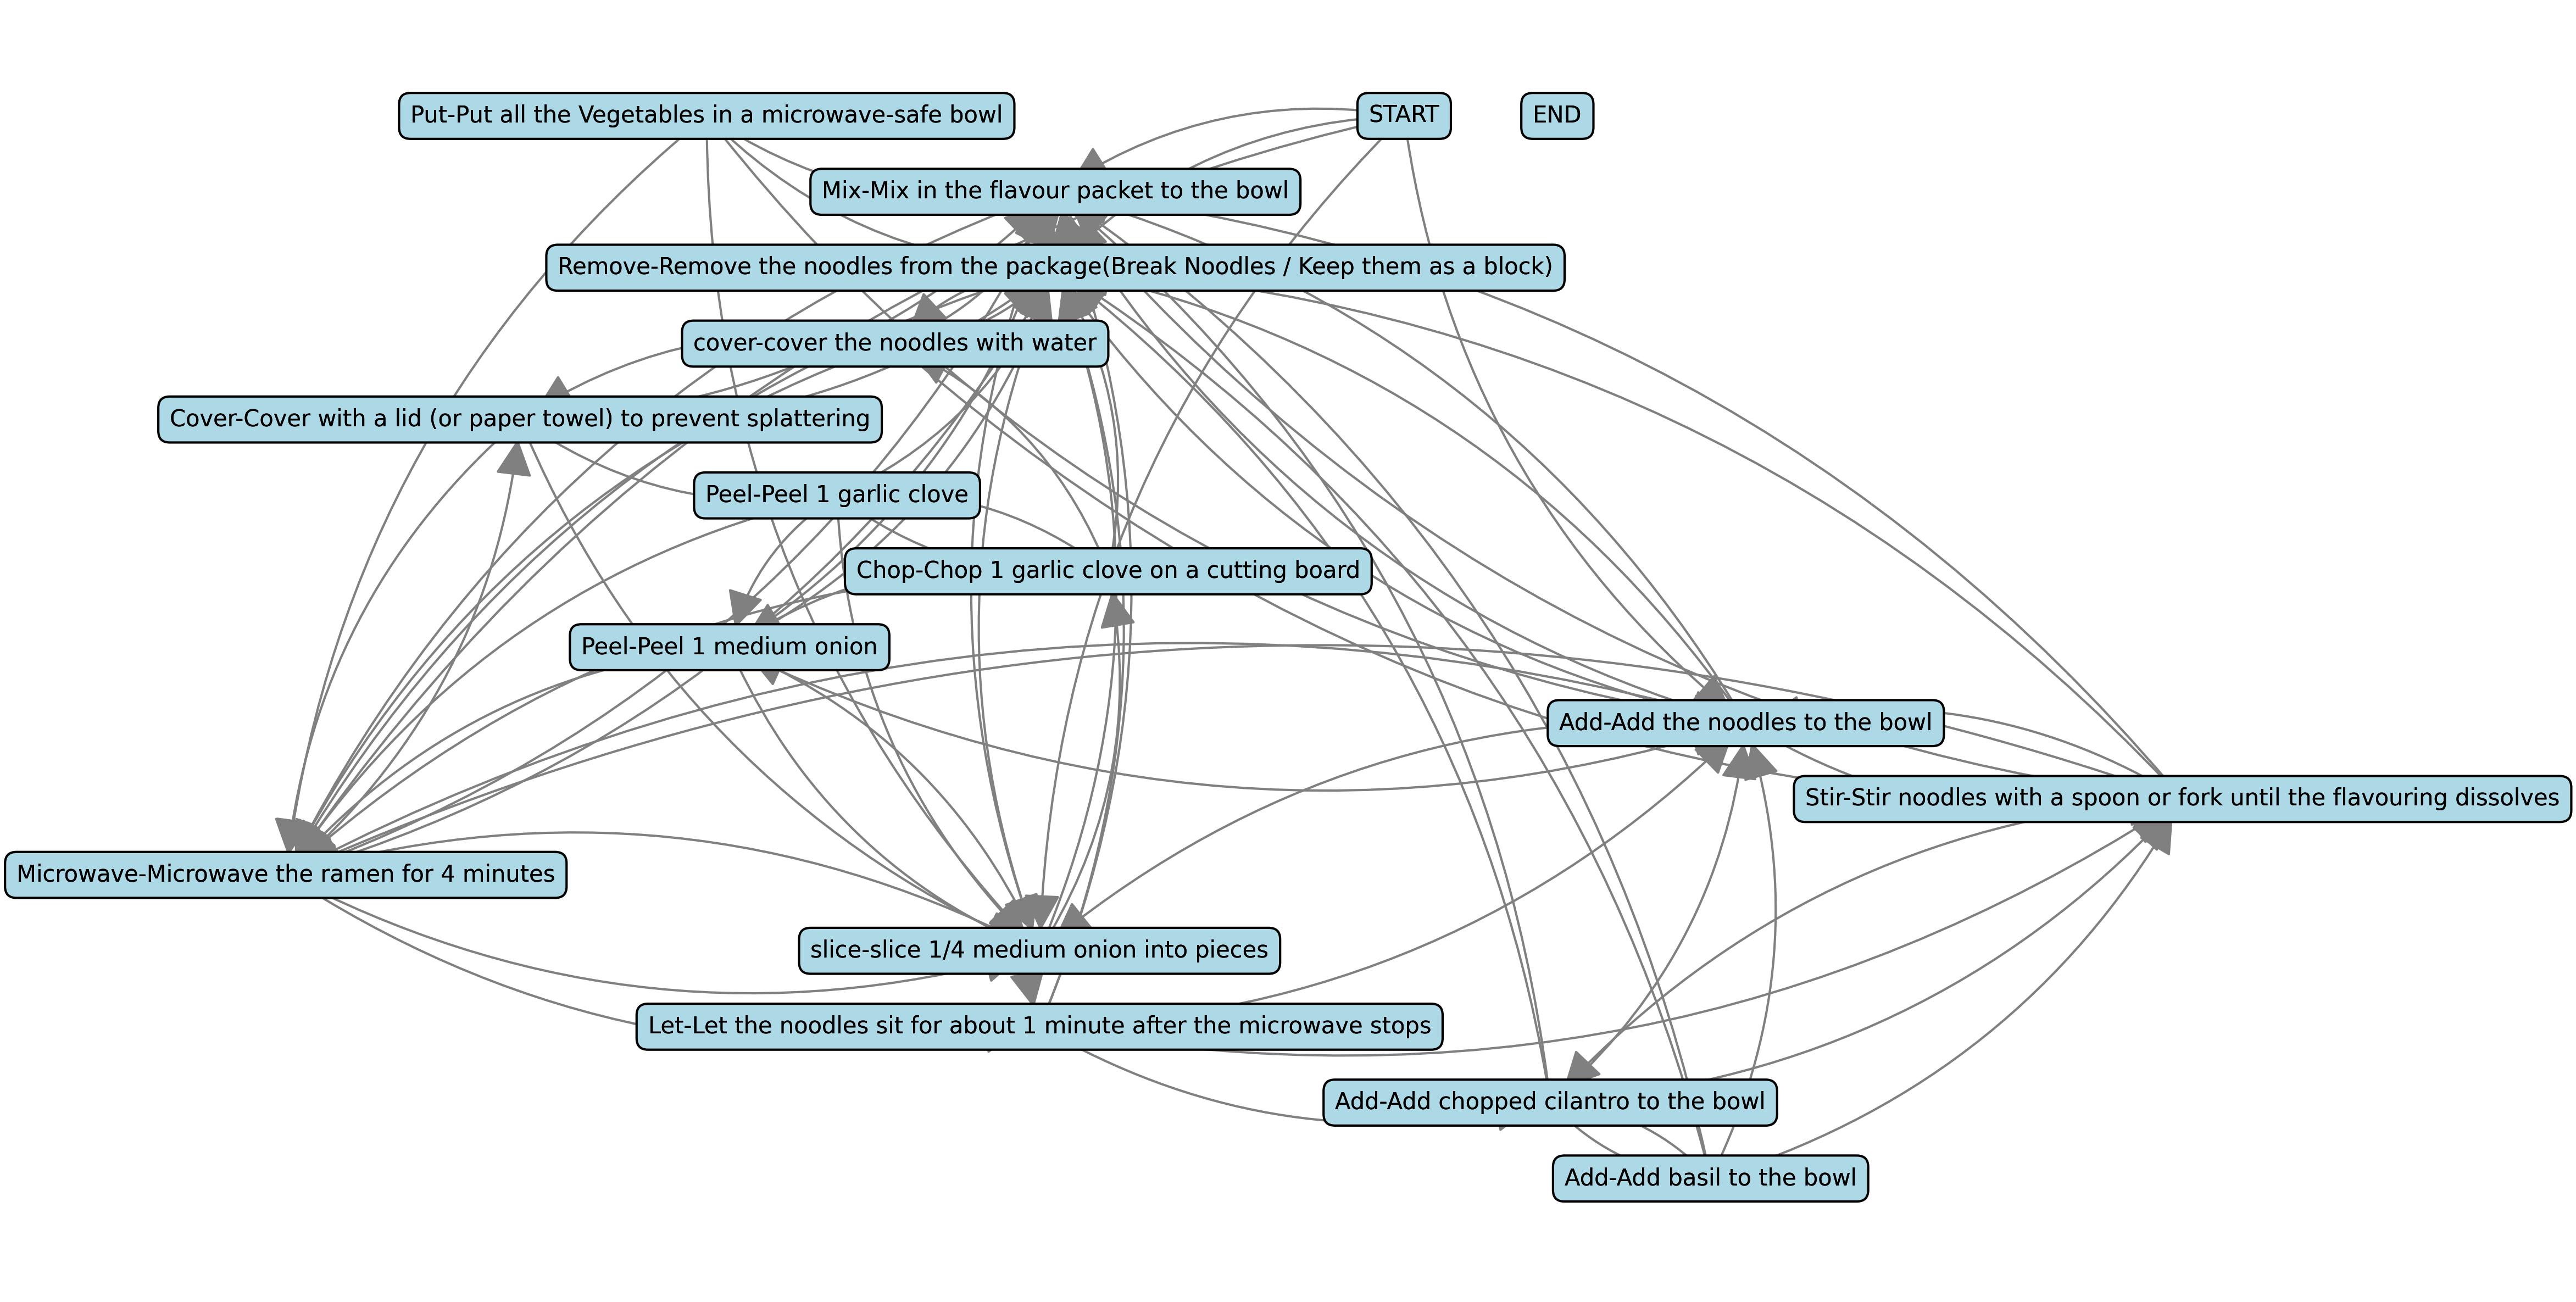 Put-Put all the Vegetables in a microwave-safe bowl
START
END
Mix-Mix in the flavour packet to the bowl
Remove-Remove the noodles from the package(Break Noodles / Keep them as a block)
cover-cover the noodles with water
Cover-Cover with a lid (or paper towel) to prevent splattering
Peel-Peel 1 garlic clove
Chop-Chop 1 garlic clove on a cutting board
Peel-Peel 1 medium onion
Add-Add the noodles to the bowl
Stir-Stir noodles with a spoon or fork until the flavouring dissolves
Microwave-Microwave the ramen for 4 minutes
slice-slice 1/4 medium onion into pieces
Let-Let the noodles sit for about 1 minute after the microwave stops
Add-Add chopped cilantro to the bowl
Add-Add basil to the bowl